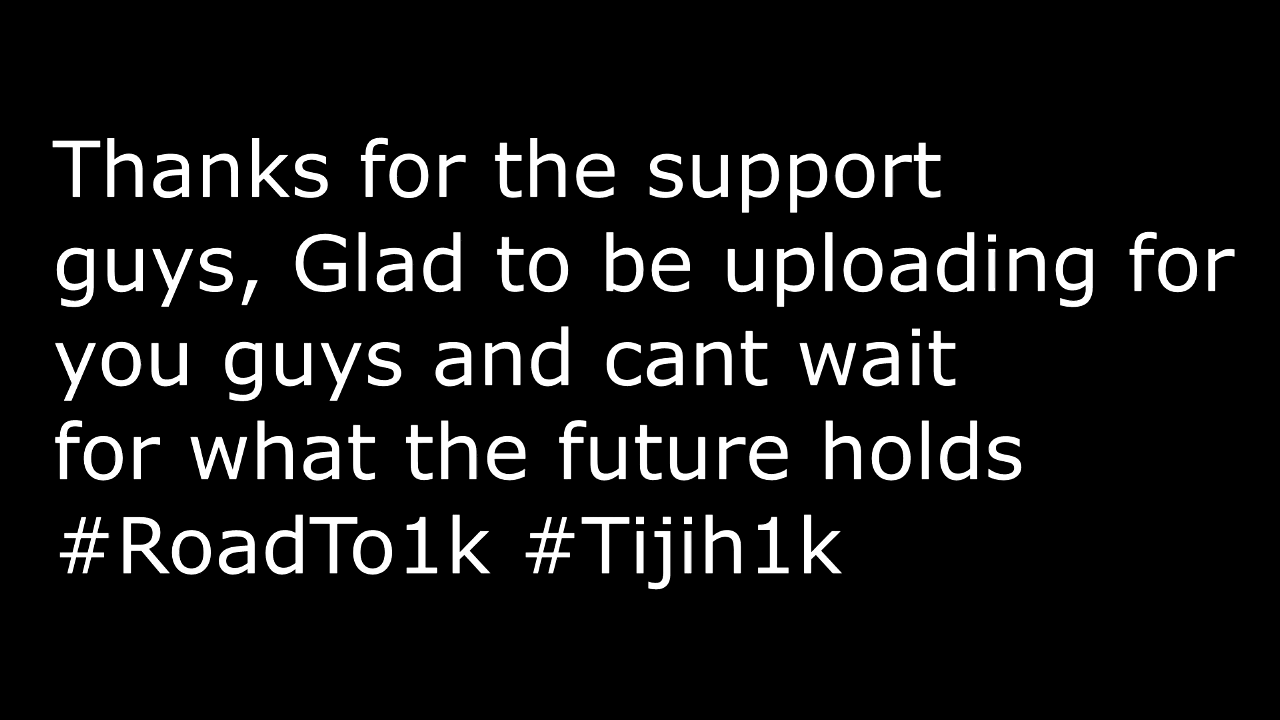 Thanks for the support
guys, Glad to be uploading for
you guys and cant wait
for what the future holds
#RoadTo1k #Tijih1k